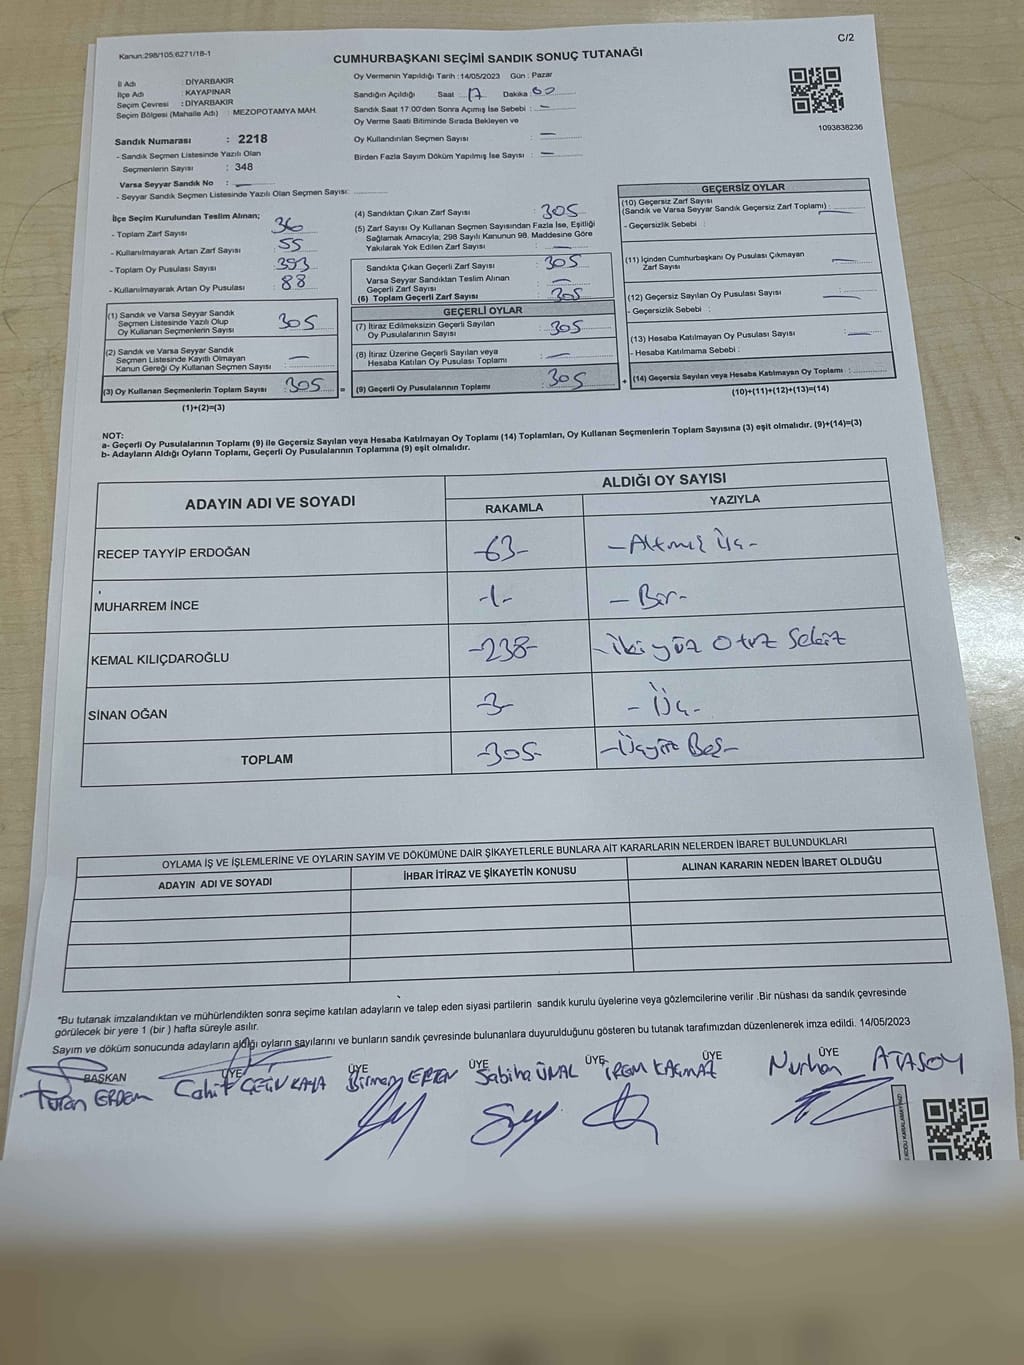 Kanun:298/105:6271/18-1
C/2
CUMHURBAŞKANI SEÇİMİ SANDIK SONUÇ TUTANAĞI
İl Adı : DİYARBAKIR
İlçe Adı : KAYAPINAR
Seçim Çevresi : DİYARBAKIR
Seçim Bölgesi (Mahalle Adı) : MEZOPOTAMYA MAH.
Sandık Numarası : 2218
- Sandık Seçmen Listesinde Yazılı Olan
Seçmenlerin Sayısı : 348
Varsa Seyyar Sandık No : —
- Seyyar Sandık Seçmen Listesinde Yazılı Olan Seçmen Sayısı:
Oy Vermenin Yapıldığı Tarih :14/05/2023 Gün : Pazar
Sandığın Açıldığı Saat 17 Dakika 00
Sandık Saat 17:00'den Sonra Açımış İse Sebebi : —
Oy Verme Saati Bitiminde Sırada Bekleyen ve
Oy Kullandırılan Seçmen Sayısı : —
Birden Fazla Sayım Döküm Yapılmış İse Sayısı : —
1093838236
İlçe Seçim Kurulundan Teslim Alınan;
- Toplam Zarf Sayısı 36
- Kullanılmayarak Artan Zarf Sayısı 55
- Toplam Oy Pusulası Sayısı 393
- Kullanılmayarak Artan Oy Pusulası : 88
(1) Sandık ve Varsa Seyyar Sandık
Seçmen Listesinde Yazılı Olup
Oy Kullanan Seçmenlerin Sayısı : 305
(2) Sandık ve Varsa Seyyar Sandık
Seçmen Listesinde Kayıtlı Olmayan
Kanun Gereği Oy Kullanan Seçmen Sayısı : —
(3) Oy Kullanan Seçmenlerin Toplam Sayısı : 305
(1)+(2)=(3)
(4) Sandıktan Çıkan Zarf Sayısı : 305
(5) Zarf Sayısı Oy Kullanan Seçmen Sayısından Fazla İse, Eşitliği
Sağlamak Amacıyla; 298 Sayılı Kanunun 98. Maddesine Göre
Yakılarak Yok Edilen Zarf Sayısı : —
Sandıkta Çıkan Geçerli Zarf Sayısı : 305
Varsa Seyyar Sandıktan Teslim Alınan
Geçerli Zarf Sayısı : —
(6) Toplam Geçerli Zarf Sayısı : 305
GEÇERLİ OYLAR
(7) İtiraz Edilmeksizin Geçerli Sayılan
Oy Pusulalarının Sayısı : 305
(8) İtiraz Üzerine Geçerli Sayılan veya
Hesaba Katılan Oy Pusulası Toplamı : —
= (9) Geçerli Oy Pusulalarının Toplamı : 305
GEÇERSİZ OYLAR
(10) Geçersiz Zarf Sayısı
(Sandık ve Varsa Seyyar Sandık Geçersiz Zarf Toplamı) : —
- Geçersizlik Sebebi :
(11) İçinden Cumhurbaşkanı Oy Pusulası Çıkmayan
Zarf Sayısı : —
(12) Geçersiz Sayılan Oy Pusulası Sayısı : —
- Geçersizlik Sebebi :
(13) Hesaba Katılmayan Oy Pusulası Sayısı : —
- Hesaba Katılmama Sebebi :
+ (14) Geçersiz Sayılan veya Hesaba Katılmayan Oy Toplamı :
(10)+(11)+(12)+(13)=(14)
NOT:
a- Geçerli Oy Pusulalarının Toplamı (9) ile Geçersiz Sayılan veya Hesaba Katılmayan Oy Toplamı (14) Toplamları, Oy Kullanan Seçmenlerin Toplam Sayısına (3) eşit olmalıdır. (9)+(14)=(3)
b- Adayların Aldığı Oyların Toplamı, Geçerli Oy Pusulalarının Toplamına (9) eşit olmalıdır.
ADAYIN ADI VE SOYADI
ALDIĞI OY SAYISI
RAKAMLA YAZIYLA
RECEP TAYYİP ERDOĞAN -63- -Altmış Üç-
MUHARREM İNCE -1- -Bir-
KEMAL KILIÇDAROĞLU -238- -İki yüz Otuz Sekiz
SİNAN OĞAN -3- -Üç-
TOPLAM -305- -Üçyüz Beş-
OYLAMA İŞ VE İŞLEMLERİNE VE OYLARIN SAYIM VE DÖKÜMÜNE DAİR ŞİKAYETLERLE BUNLARA AİT KARARLARIN NELERDEN İBARET BULUNDUKLARI
ADAYIN ADI VE SOYADI İHBAR İTİRAZ VE ŞİKAYETİN KONUSU ALINAN KARARIN NEDEN İBARET OLDUĞU
*Bu tutanak imzalandıktan ve mühürlendikten sonra seçime katılan adayların ve talep eden siyasi partilerin sandık kurulu üyelerine veya gözlemcilerine verilir .Bir nüshası da sandık çevresinde
görülecek bir yere 1 (bir ) hafta süreyle asılır.
Sayım ve döküm sonucunda adayların aldığı oyların sayılarını ve bunların sandık çevresinde bulunanlara duyurulduğunu gösteren bu tutanak tarafımızdan düzenlenerek imza edildi. 14/05/2023
BAŞKAN ÜYE ÜYE ÜYE ÜYE ÜYE ÜYE
Turan ERDEM Cahit ÇETİNKAYA ERTEN Sabiha ÜNAL İREM KAÇMAZ Nurhan ATASOY